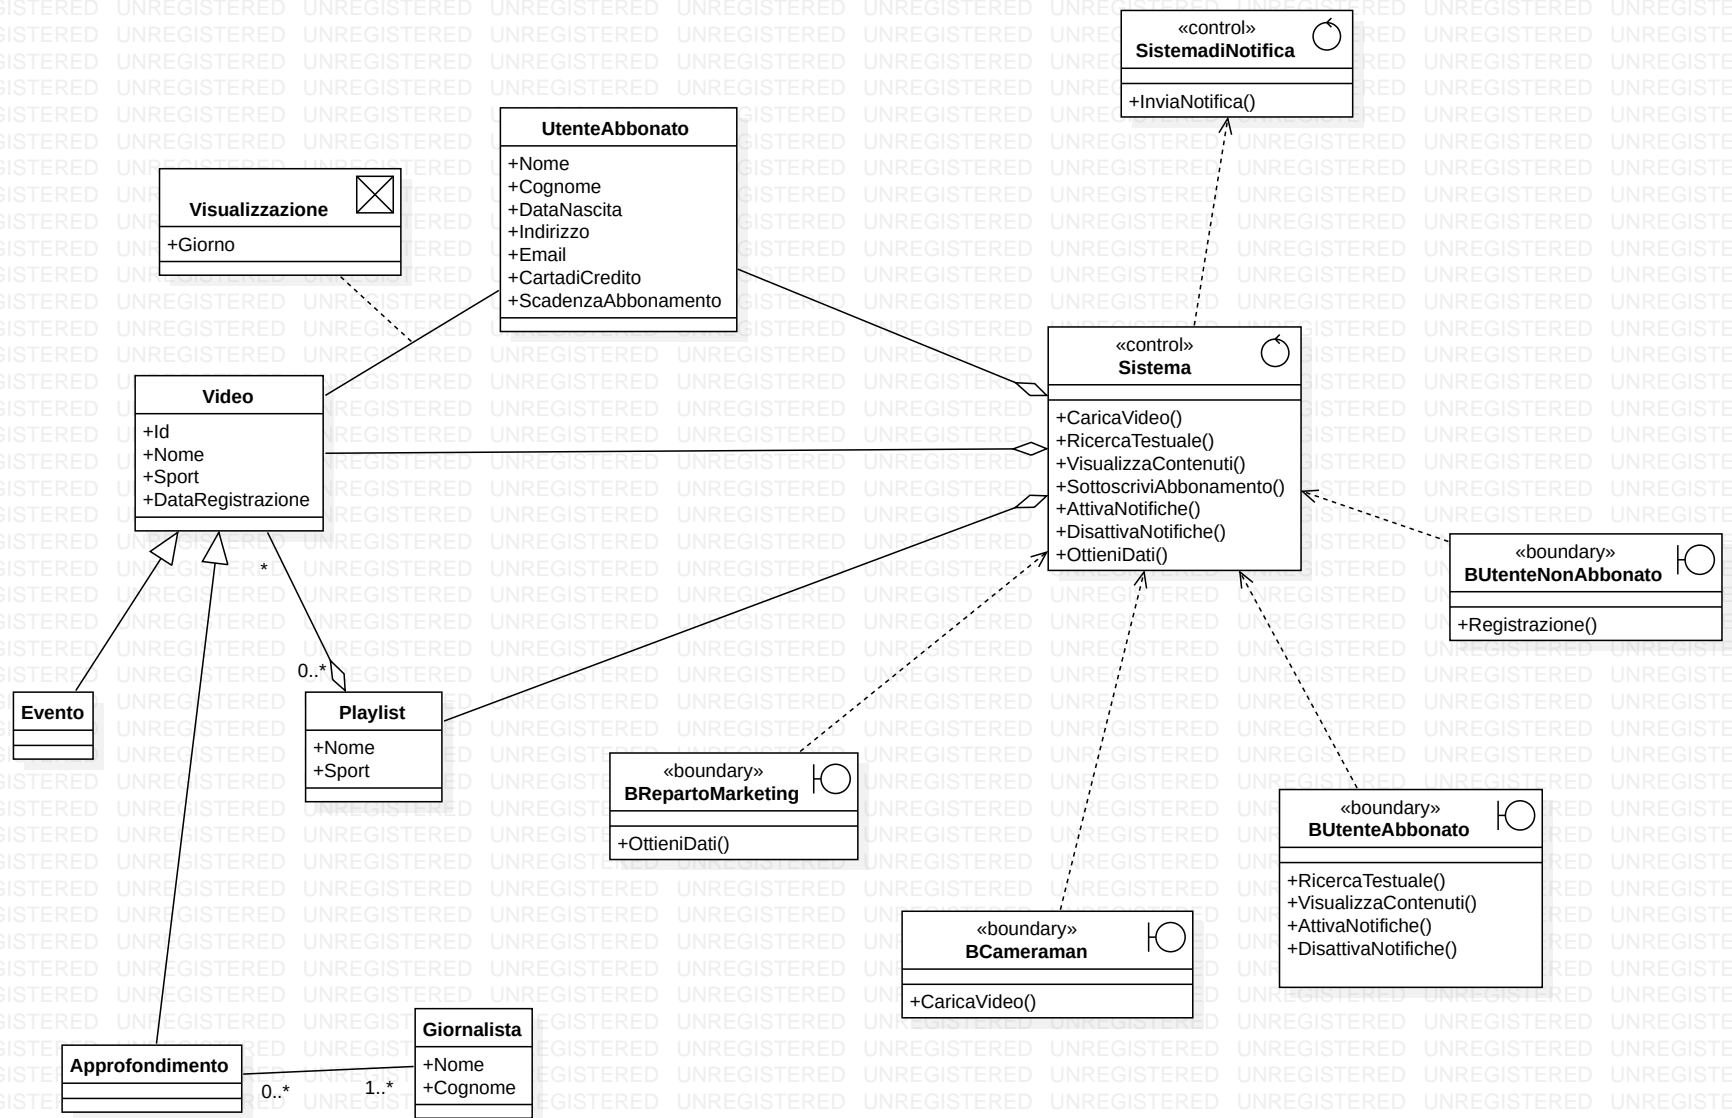 «control»
SistemadiNotifica
+InviaNotifica()
UtenteAbbonato
+Nome
+Cognome
+DataNascita
+Indirizzo
+Email
+CartadiCredito
+ScadenzaAbbonamento
Visualizzazione
+Giorno
«control»
Sistema
+CaricaVideo()
+RicercaTestuale()
+VisualizzaContenuti()
+SottoscriviAbbonamento()
+AttivaNotifiche()
+DisattivaNotifiche()
+OttieniDati()
Video
+Id
+Nome
+Sport
+DataRegistrazione
«boundary»
BUtenteNonAbbonato
+Registrazione()
*
0..*
Evento
Playlist
+Nome
+Sport
«boundary»
BRepartoMarketing
+OttieniDati()
«boundary»
BUtenteAbbonato
+RicercaTestuale()
+VisualizzaContenuti()
+AttivaNotifiche()
+DisattivaNotifiche()
«boundary»
BCameraman
+CaricaVideo()
Giornalista
+Nome
+Cognome
Approfondimento
0..*
1..*
UNREGISTERED